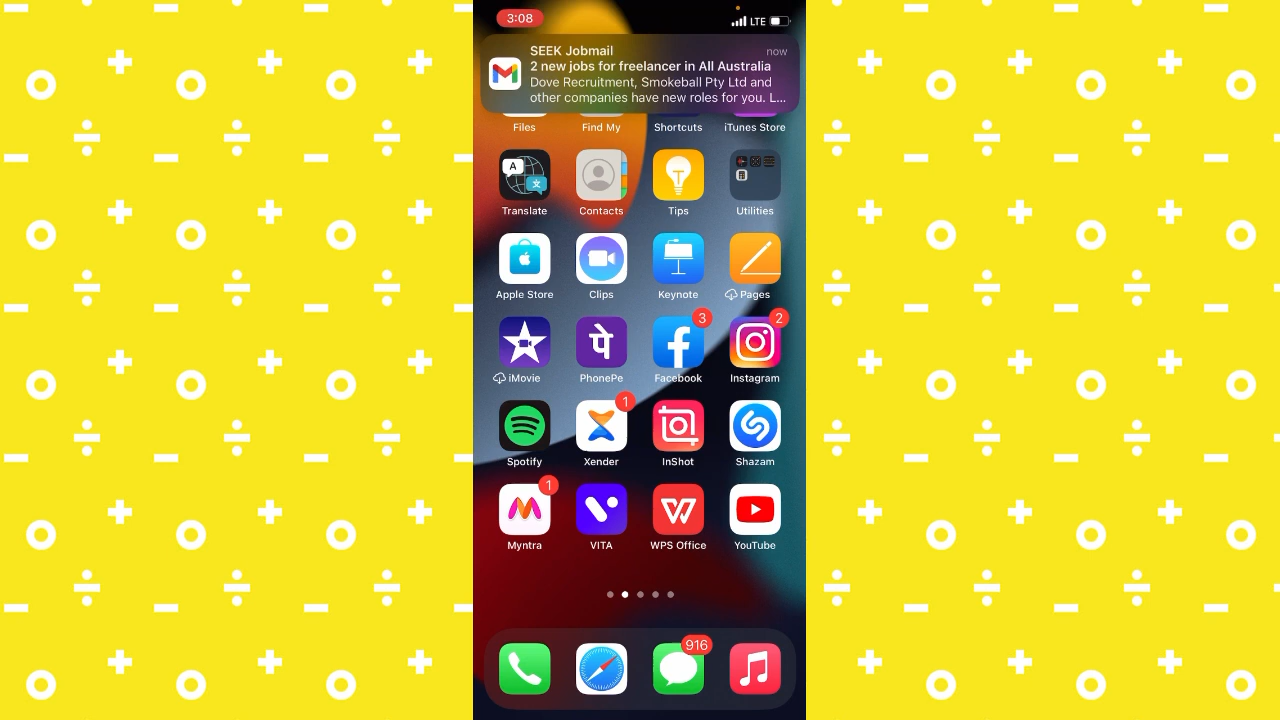 3:08
LTE
SEEK Jobmail
now
2 new jobs for freelancer in All Australia
Dove Recruitment, Smokeball Pty Ltd and
other companies have new roles for you. L...
Files Find My Shortcuts iTunes Store
A
文
Translate Contacts Tips Utilities
Apple Store Clips Keynote Pages
3 2
पे
iMovie PhonePe Facebook Instagram
1
Spotify Xender InShot Shazam
1
Myntra VITA WPS Office YouTube
916